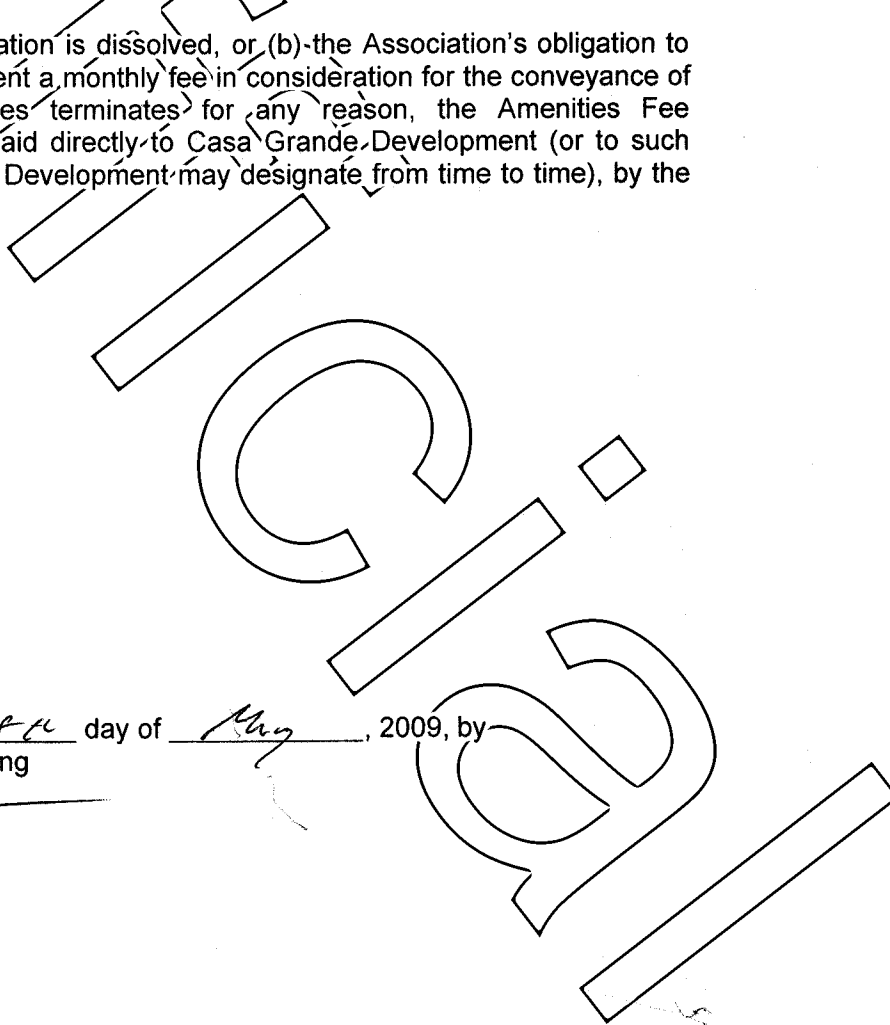 ation is dissolved, or (b) the Association's obligation to
ent a monthly fee in consideration for the conveyance of
es terminates for any reason, the Amenities Fee
aid directly to Casa Grande Development (or to such
Development may designate from time to time), by the
icial
day of May, 2009, by
ng